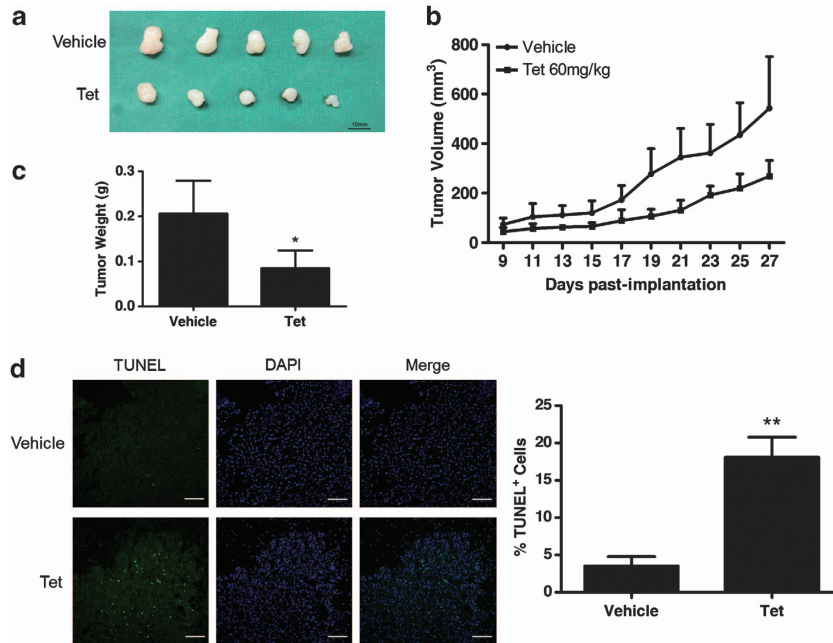 a
Vehicle
Tet
10mm
b
Tumor Volume (mm³)
800
600
400
200
0
Vehicle
Tet 60mg/kg
9 11 13 15 17 19 21 23 25 27
Days past-implantation
c
Tumor Weight (g)
0.3
0.2
0.1
0.0
*
Vehicle Tet
d
TUNEL DAPI Merge
Vehicle
Tet
% TUNEL⁺ Cells
25
20
15
10
5
0
**
Vehicle Tet